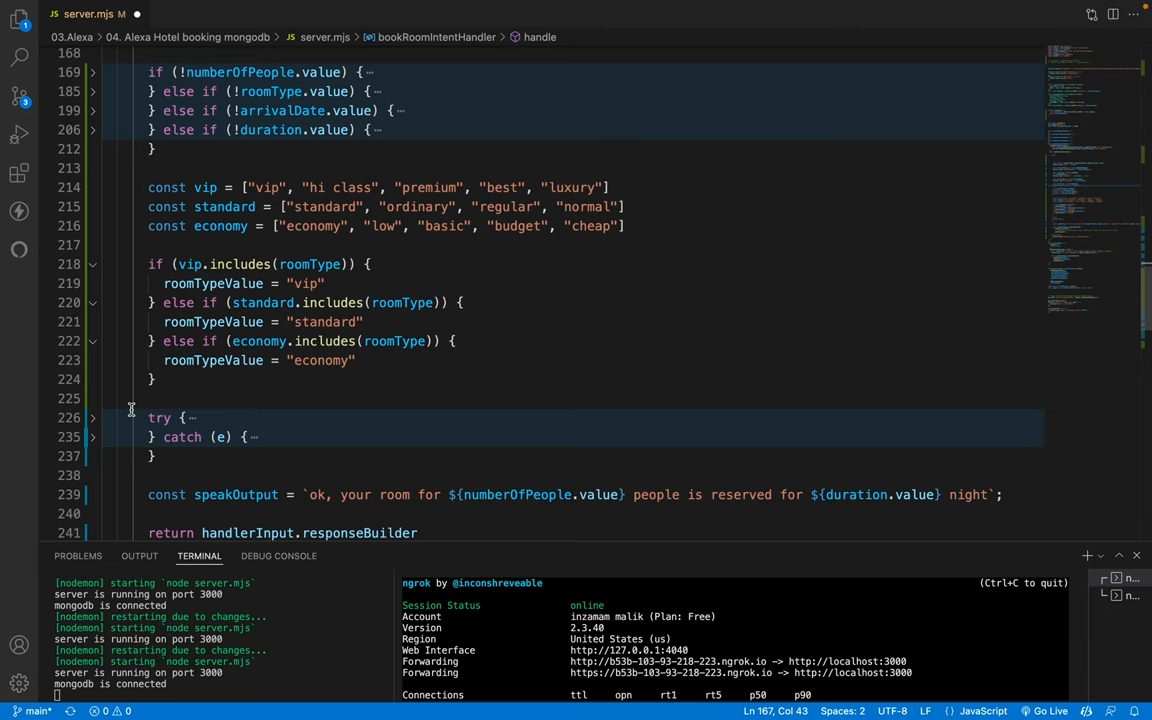 JS server.mjs M
03.Alexa > 04. Alexa Hotel booking mongodb > JS server.mjs > bookRoomIntentHandler > handle
168
169 if (!numberOfPeople.value) {⋯
185 } else if (!roomType.value) {⋯
199 } else if (!arrivalDate.value) {⋯
206 } else if (!duration.value) {⋯
212 }
213
214 const vip = ["vip", "hi class", "premium", "best", "luxury"]
215 const standard = ["standard", "ordinary", "regular", "normal"]
216 const economy = ["economy", "low", "basic", "budget", "cheap"]
217
218 if (vip.includes(roomType)) {
219 roomTypeValue = "vip"
220 } else if (standard.includes(roomType)) {
221 roomTypeValue = "standard"
222 } else if (economy.includes(roomType)) {
223 roomTypeValue = "economy"
224 }
225
226 try {⋯
235 } catch (e) {⋯
237 }
238
239 const speakOutput = `ok, your room for ${numberOfPeople.value} people is reserved for ${duration.value} night`;
240
241 return handlerInput.responseBuilder
1
3
PROBLEMS OUTPUT TERMINAL DEBUG CONSOLE
[nodemon] starting `node server.mjs`
server is running on port 3000
mongodb is connected
[nodemon] restarting due to changes...
[nodemon] starting `node server.mjs`
server is running on port 3000
[nodemon] restarting due to changes...
[nodemon] starting `node server.mjs`
server is running on port 3000
mongodb is connected
ngrok by @inconshreveable (Ctrl+C to quit)
Session Status online
Account inzamam malik (Plan: Free)
Version 2.3.40
Region United States (us)
Web Interface http://127.0.0.1:4040
Forwarding http://b53b-103-93-218-223.ngrok.io -> http://localhost:3000
Forwarding https://b53b-103-93-218-223.ngrok.io -> http://localhost:3000
Connections ttl opn rt1 rt5 p50 p90
n...
n...
main* 0 0 Ln 167, Col 43 Spaces: 2 UTF-8 LF {} JavaScript Go Live